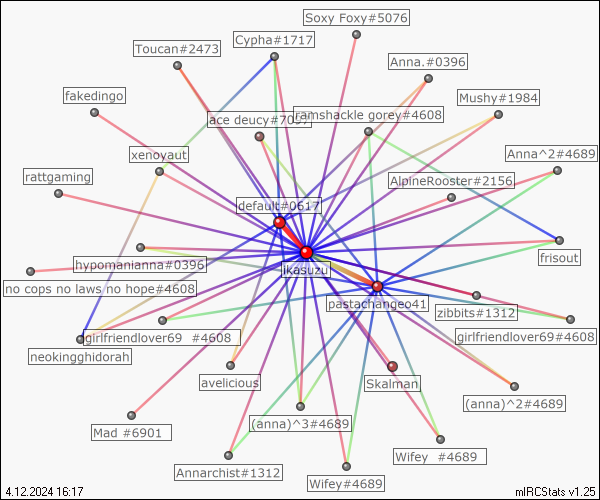 Soxy Foxy#5076
Cypha#1717
Toucan#2473
Anna.#0396
fakedingo
Mushy#1984
ace deucy#7097
ramshackle gorey#4608
xenoyaut
Anna^2#4689
rattgaming
AlpineRooster#2156
default#0617
frisout
hypomanianna#0396
ikasuzu
no cops no laws no hope#4608
pastachangeo41
zibbits#1312
girlfriendlover69 #4608
girlfriendlover69#4608
neokingghidorah
avelicious
Skalman
(anna)^2#4689
(anna)^3#4689
Mad #6901
Wifey #4689
Annarchist#1312
Wifey#4689
4.12.2024 16:17
mIRCStats v1.25